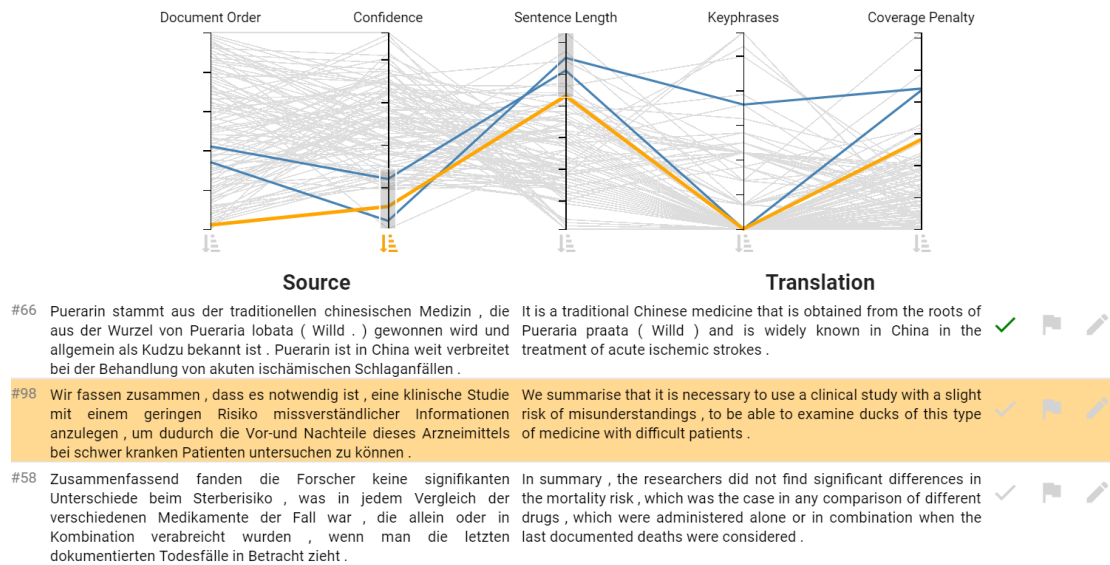 Document Order
Confidence
Sentence Length
Keyphrases
Coverage Penalty
Source
Translation
#66
Puerarin stammt aus der traditionellen chinesischen Medizin , die
aus der Wurzel von Pueraria lobata ( Willd . ) gewonnen wird und
allgemein als Kudzu bekannt ist . Puerarin ist in China weit verbreitet
bei der Behandlung von akuten ischämischen Schlaganfällen .
It is a traditional Chinese medicine that is obtained from the roots of
Pueraria praata ( Willd ) and is widely known in China in the
treatment of acute ischemic strokes .
#98
Wir fassen zusammen , dass es notwendig ist , eine klinische Studie
mit einem geringen Risiko missverständlicher Informationen
anzulegen , um dudurch die Vor-und Nachteile dieses Arzneimittels
bei schwer kranken Patienten untersuchen zu können .
We summarise that it is necessary to use a clinical study with a slight
risk of misunderstandings , to be able to examine ducks of this type
of medicine with difficult patients .
#58
Zusammenfassend fanden die Forscher keine signifikanten
Unterschiede beim Sterberisiko , was in jedem Vergleich der
verschiedenen Medikamente der Fall war , die allein oder in
Kombination verabreicht wurden , wenn man die letzten
dokumentierten Todesfälle in Betracht zieht .
In summary , the researchers did not find significant differences in
the mortality risk , which was the case in any comparison of different
drugs , which were administered alone or in combination when the
last documented deaths were considered .